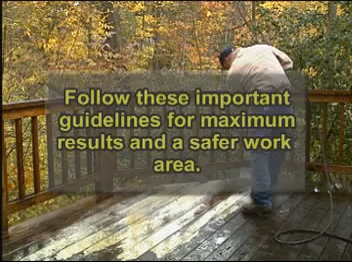 Follow these important
guidelines for maximum
results and a safer work
area.